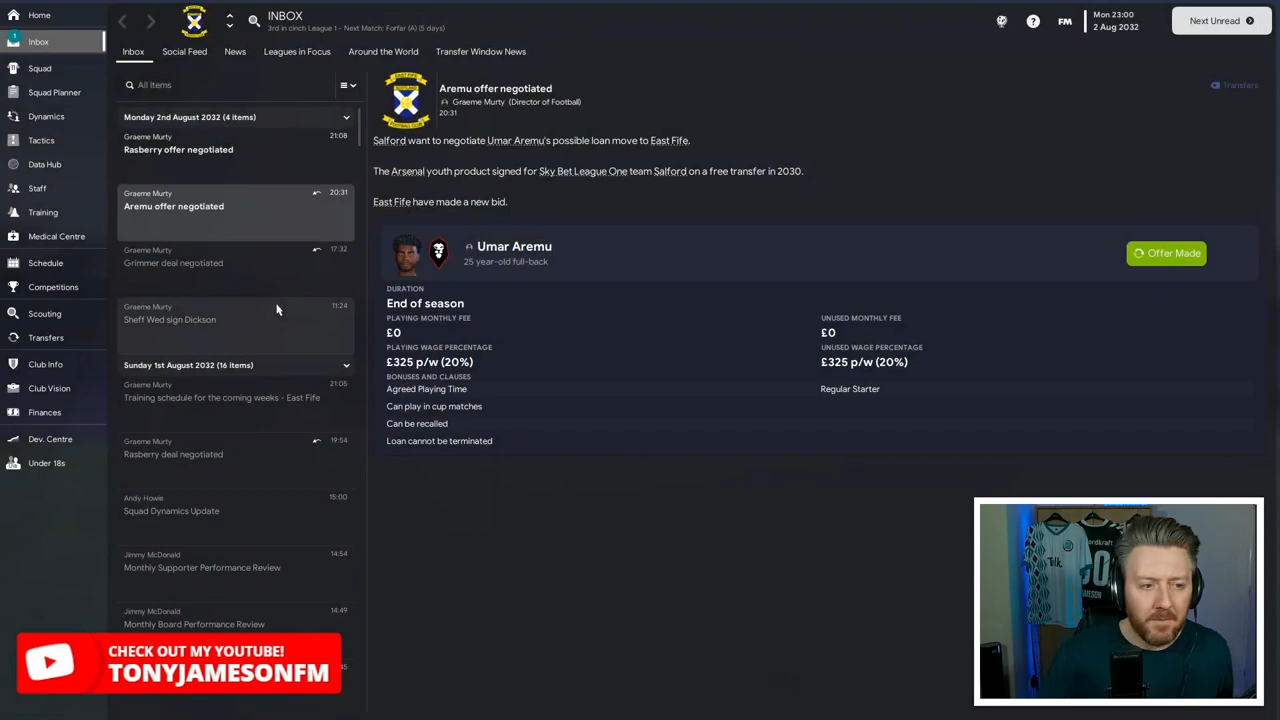 Home
Inbox
Squad
Squad Planner
Dynamics
Tactics
Data Hub
Staff
Training
Medical Centre
Schedule
Competitions
Scouting
Transfers
Club Info
Club Vision
Finances
Dev. Centre
Under 18s
INBOX
3rd in cinch League 1 - Next Match: Forfar (A) (5 days)
FM
Mon 23:00
2 Aug 2032
Next Unread
Inbox
Social Feed
News
Leagues in Focus
Around the World
Transfer Window News
All Items
Monday 2nd August 2032 (4 items)
Graeme Murty 21:08
Rasberry offer negotiated
Graeme Murty 20:31
Aremu offer negotiated
Graeme Murty 17:32
Grimmer deal negotiated
Graeme Murty 11:24
Sheff Wed sign Dickson
Sunday 1st August 2032 (16 items)
Graeme Murty 21:05
Training schedule for the coming weeks - East Fife
Graeme Murty 19:54
Rasberry deal negotiated
Andy Howie 15:00
Squad Dynamics Update
Jimmy McDonald 14:54
Monthly Supporter Performance Review
Jimmy McDonald 14:49
Monthly Board Performance Review
Aremu offer negotiated
Graeme Murty (Director of Football)
20:31
Transfers
Salford want to negotiate Umar Aremu's possible loan move to East Fife.
The Arsenal youth product signed for Sky Bet League One team Salford on a free transfer in 2030.
East Fife have made a new bid.
Umar Aremu
25 year-old full-back
Offer Made
DURATION
End of season
PLAYING MONTHLY FEE
£0
UNUSED MONTHLY FEE
£0
PLAYING WAGE PERCENTAGE
£325 p/w (20%)
UNUSED WAGE PERCENTAGE
£325 p/w (20%)
BONUSES AND CLAUSES
Agreed Playing Time
Regular Starter
Can play in cup matches
Can be recalled
Loan cannot be terminated
CHECK OUT MY YOUTUBE!
TONYJAMESONFM